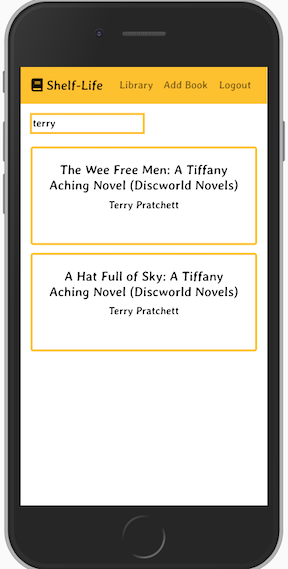 Shelf-Life Library Add Book Logout
terry
The Wee Free Men: A Tiffany
Aching Novel (Discworld Novels)
Terry Pratchett
A Hat Full of Sky: A Tiffany
Aching Novel (Discworld Novels)
Terry Pratchett